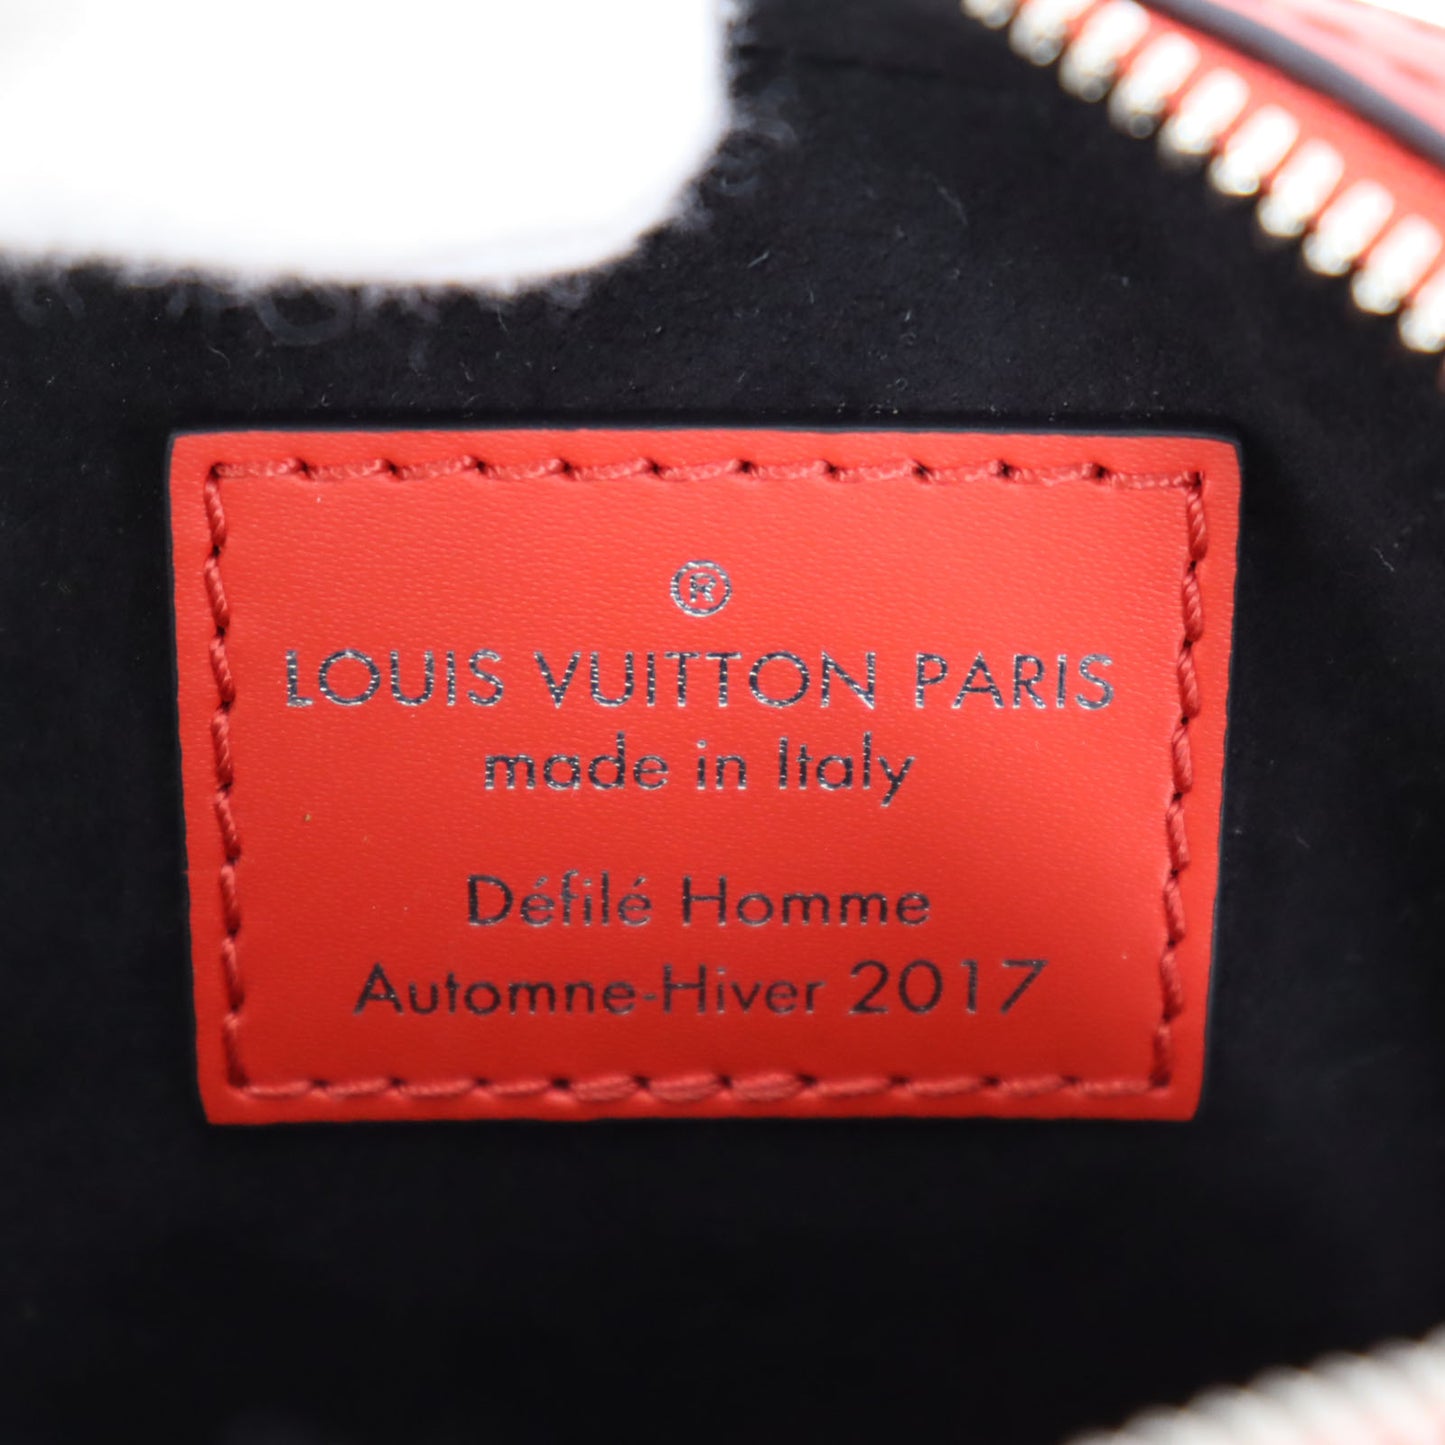 ®
LOUIS VUITTON PARIS
made in Italy
Défilé Homme
Automne-Hiver 2017